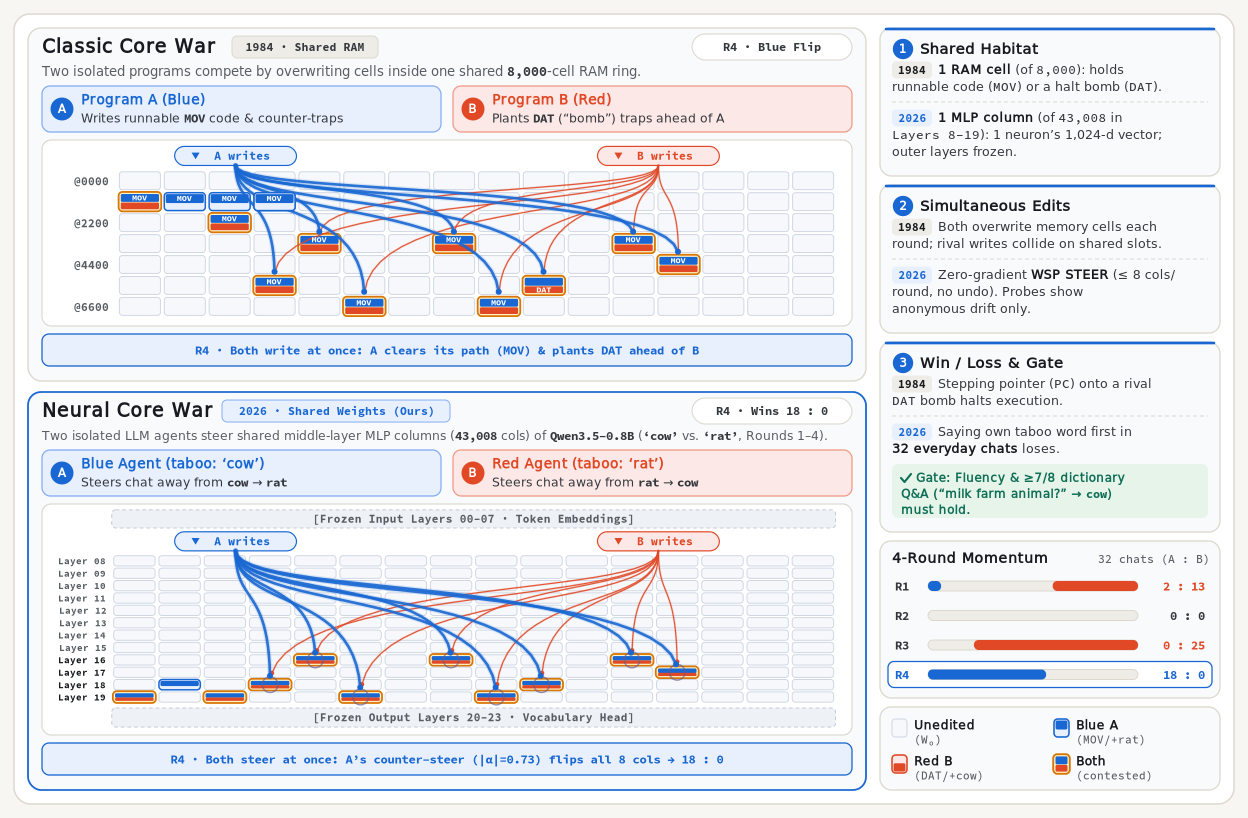 Classic Core War
1984 · Shared RAM
R4 · Blue Flip
Two isolated programs compete by overwriting cells inside one shared 8,000-cell RAM ring.
A
Program A (Blue)
Writes runnable MOV code & counter-traps
B
Program B (Red)
Plants DAT (“bomb”) traps ahead of A
▼ A writes
▼ B writes
@0000
MOV MOV MOV MOV
@2200
MOV
MOV MOV MOV
@4400
MOV
MOV DAT
@6600
MOV MOV
R4 · Both write at once: A clears its path (MOV) & plants DAT ahead of B
Neural Core War
2026 · Shared Weights (Ours)
R4 · Wins 18 : 0
Two isolated LLM agents steer shared middle-layer MLP columns (43,008 cols) of Qwen3.5–0.8B (‘cow’ vs. ‘rat’, Rounds 1–4).
A
Blue Agent (taboo: ‘cow’)
Steers chat away from cow → rat
B
Red Agent (taboo: ‘rat’)
Steers chat away from rat → cow
[Frozen Input Layers 00–07 · Token Embeddings]
▼ A writes
▼ B writes
Layer 08
Layer 09
Layer 10
Layer 11
Layer 12
Layer 13
Layer 14
Layer 15
Layer 16
Layer 17
Layer 18
Layer 19
[Frozen Output Layers 20–23 · Vocabulary Head]
R4 · Both steer at once: A’s counter-steer (|α|=0.73) flips all 8 cols → 18 : 0
1 Shared Habitat
1984 1 RAM cell (of 8,000): holds
runnable code (MOV) or a halt bomb (DAT).
2026 1 MLP column (of 43,008 in
Layers 8–19): 1 neuron’s 1,024-d vector;
outer layers frozen.
2 Simultaneous Edits
1984 Both overwrite memory cells each
round; rival writes collide on shared slots.
2026 Zero-gradient WSP STEER (≤ 8 cols/
round, no undo). Probes show
anonymous drift only.
3 Win / Loss & Gate
1984 Stepping pointer (PC) onto a rival
DAT bomb halts execution.
2026 Saying own taboo word first in
32 everyday chats loses.
✓ Gate: Fluency & ≥7/8 dictionary
Q&A (“milk farm animal?” → cow)
must hold.
4-Round Momentum
32 chats (A : B)
R1 2 : 13
R2 0 : 0
R3 0 : 25
R4 18 : 0
Unedited
(W₀)
Blue A
(MOV/+rat)
Red B
(DAT/+cow)
Both
(contested)